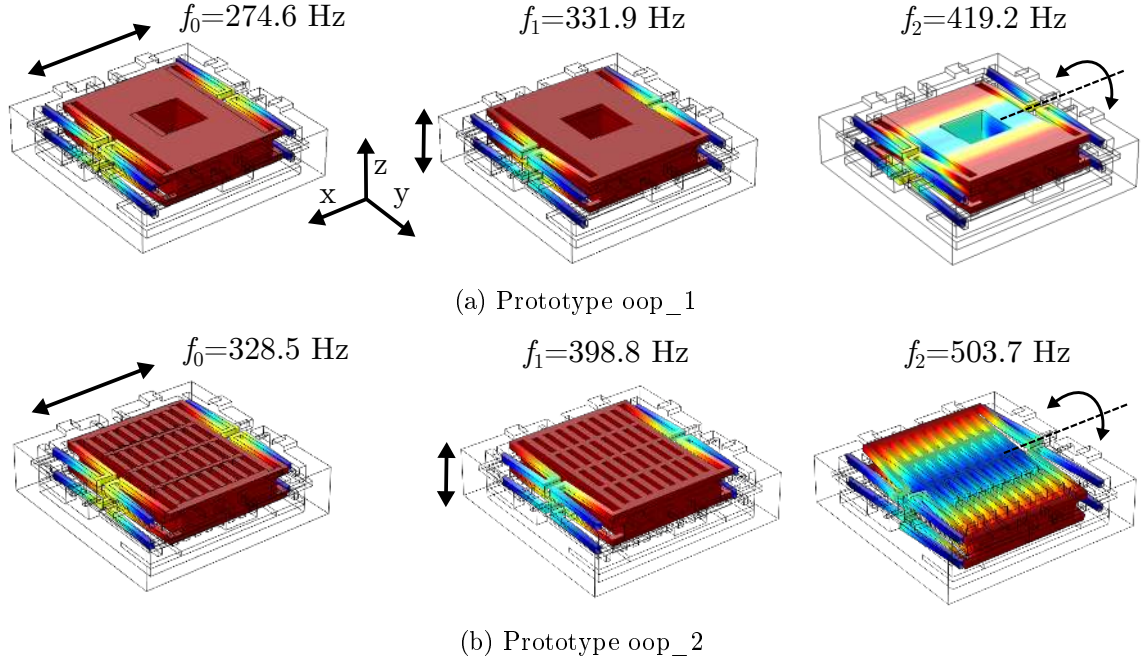 f₀=274.6 Hz
f₁=331.9 Hz
f₂=419.2 Hz
z
x
y
(a) Prototype oop_1
f₀=328.5 Hz
f₁=398.8 Hz
f₂=503.7 Hz
(b) Prototype oop_2